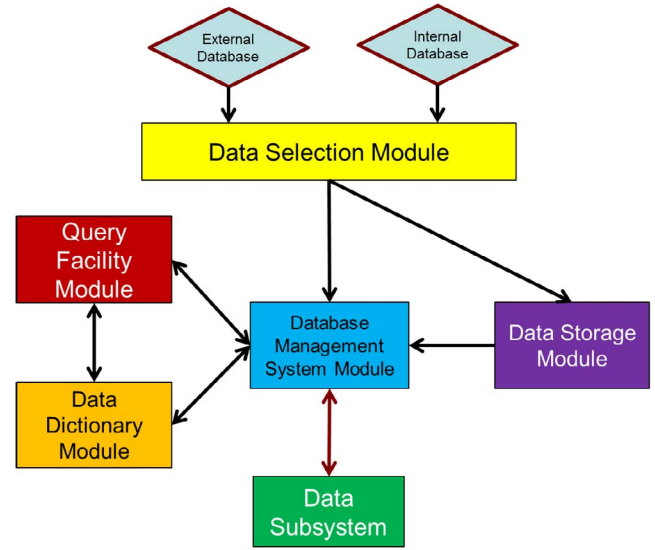 External
Database
Internal
Database
Data Selection Module
Query
Facility
Module
Database
Management
System Module
Data Storage
Module
Data
Dictionary
Module
Data
Subsystem